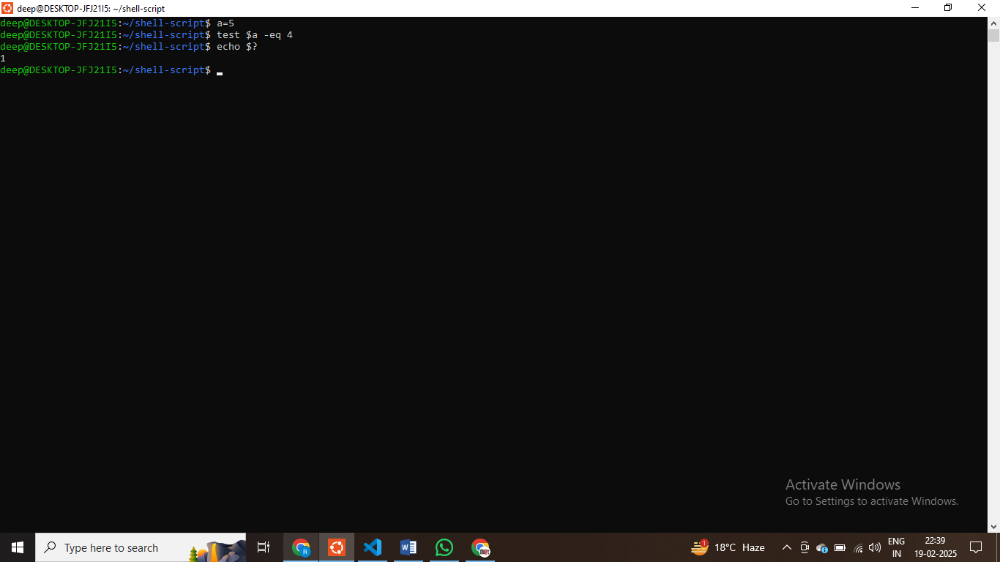 deep@DESKTOP-JFJ21I5: ~/shell-script
deep@DESKTOP-JFJ21I5:~/shell-script$ a=5
deep@DESKTOP-JFJ21I5:~/shell-script$ test $a -eq 4
deep@DESKTOP-JFJ21I5:~/shell-script$ echo $?
1
deep@DESKTOP-JFJ21I5:~/shell-script$
Activate Windows
Go to Settings to activate Windows.
Type here to search
R
W
1
18°C Haze
ENG
IN
22:39
19-02-2025